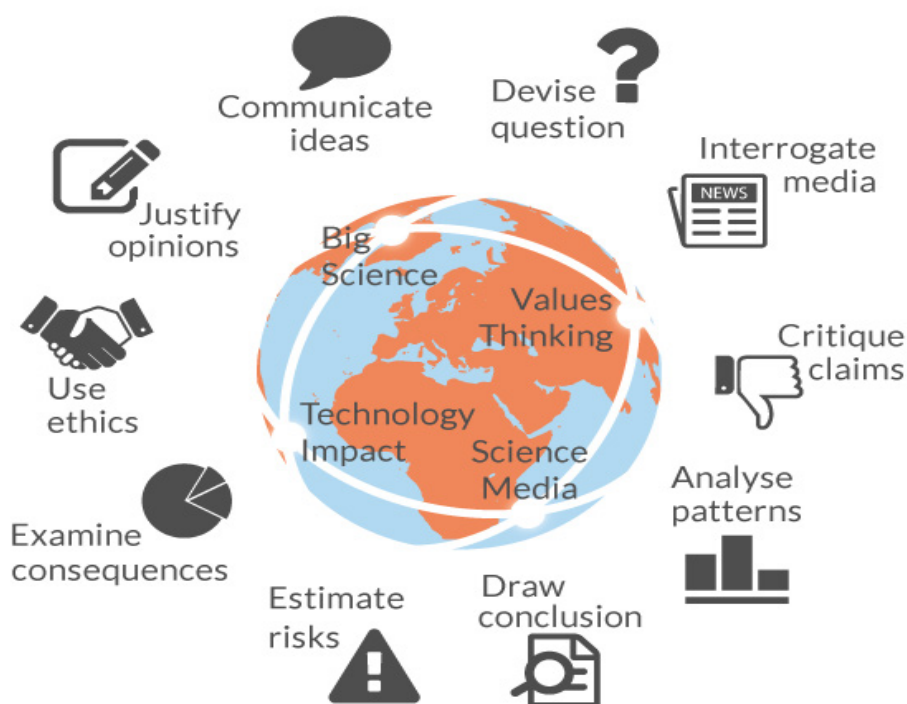 Communicate
ideas
Devise
question
Interrogate
media
NEWS
Critique
claims
Analyse
patterns
Draw
conclusion
Estimate
risks
Examine
consequences
Use
ethics
Justify
opinions
Big
Science
Values
Thinking
Technology
Impact
Science
Media